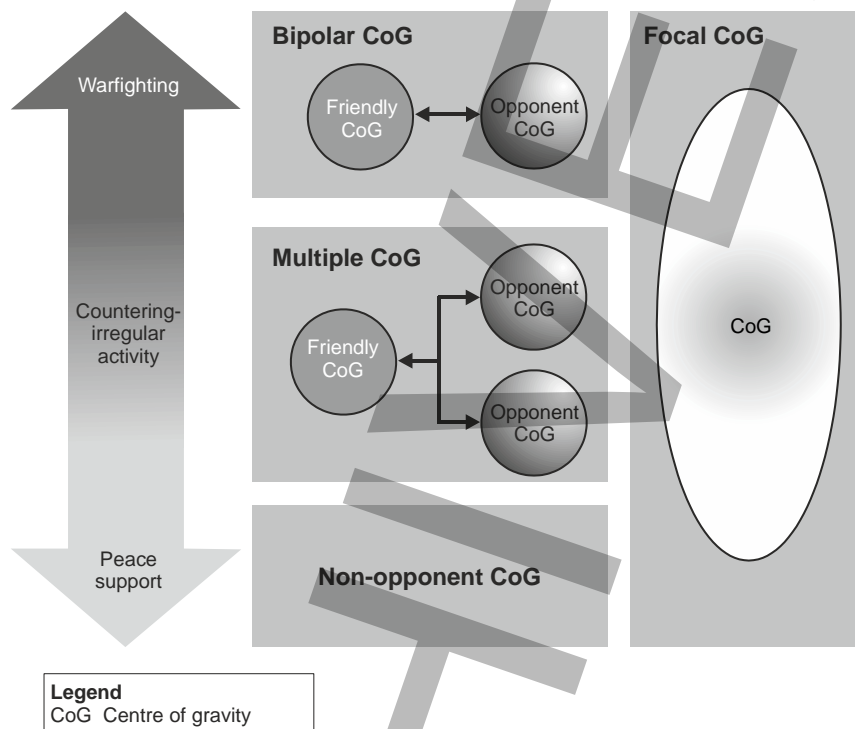 Warfighting
Countering-
irregular
activity
Peace
support
Bipolar CoG
Friendly
CoG
Opponent
CoG
Multiple CoG
Friendly
CoG
Opponent
CoG
Opponent
CoG
Non-opponent CoG
Focal CoG
CoG
Legend
CoG Centre of gravity